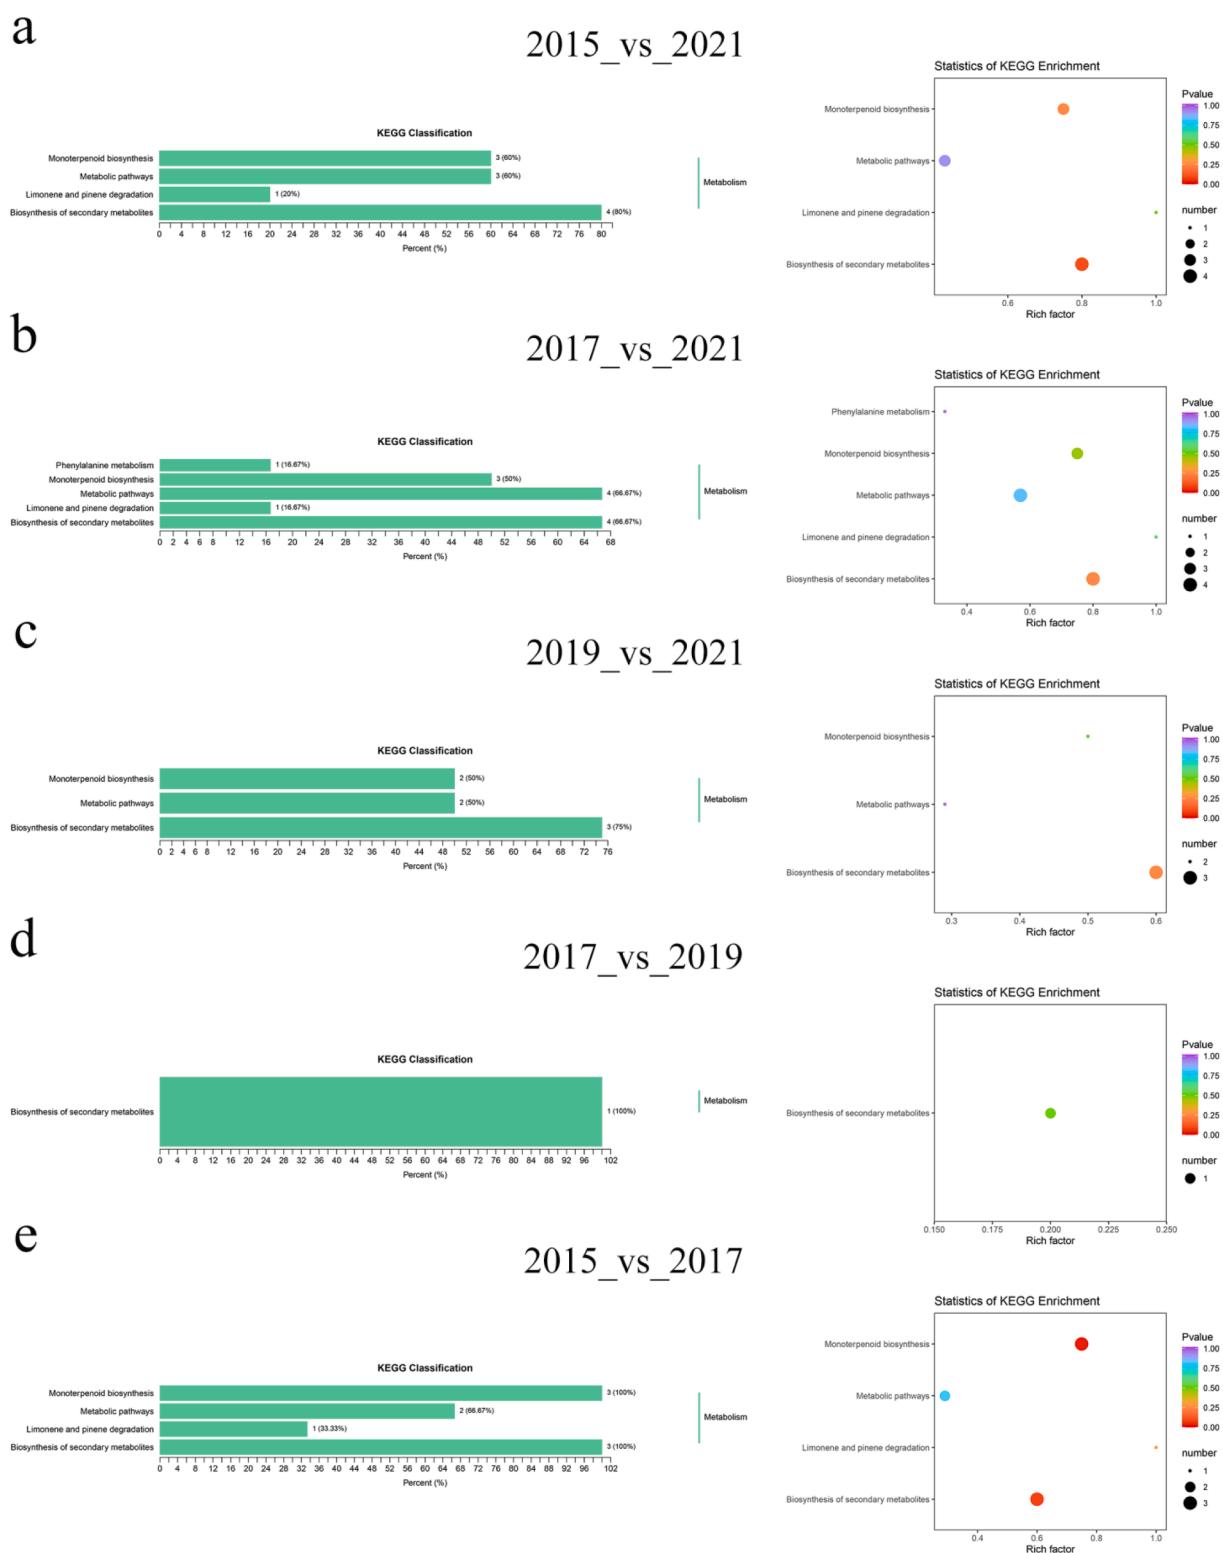 a
2015_vs_2021
KEGG Classification
Monoterpenoid biosynthesis
3 (60%)
Metabolic pathways
3 (60%)
Limonene and pinene degradation
1 (20%)
Biosynthesis of secondary metabolites
4 (80%)
0 4 8 12 16 20 24 28 32 36 40 44 48 52 56 60 64 68 72 76 80
Percent (%)
Metabolism
Statistics of KEGG Enrichment
Monoterpenoid biosynthesis
Metabolic pathways
Limonene and pinene degradation
Biosynthesis of secondary metabolites
0.6 0.8 1.0
Rich factor
Pvalue
1.00
0.75
0.50
0.25
0.00
number
1
2
3
4
b
2017_vs_2021
KEGG Classification
Phenylalanine metabolism
1 (16.67%)
Monoterpenoid biosynthesis
3 (50%)
Metabolic pathways
4 (66.67%)
Limonene and pinene degradation
1 (16.67%)
Biosynthesis of secondary metabolites
4 (66.67%)
0 2 4 6 8 12 16 20 24 28 32 36 40 44 48 52 56 60 64 68
Percent (%)
Metabolism
Statistics of KEGG Enrichment
Phenylalanine metabolism
Monoterpenoid biosynthesis
Metabolic pathways
Limonene and pinene degradation
Biosynthesis of secondary metabolites
0.4 0.6 0.8 1.0
Rich factor
Pvalue
1.00
0.75
0.50
0.25
0.00
number
1
2
3
4
c
2019_vs_2021
KEGG Classification
Monoterpenoid biosynthesis
2 (50%)
Metabolic pathways
2 (50%)
Biosynthesis of secondary metabolites
3 (75%)
0 2 4 6 8 12 16 20 24 28 32 36 40 44 48 52 56 60 64 68 72 76
Percent (%)
Metabolism
Statistics of KEGG Enrichment
Monoterpenoid biosynthesis
Metabolic pathways
Biosynthesis of secondary metabolites
0.3 0.4 0.5 0.6
Rich factor
Pvalue
1.00
0.75
0.50
0.25
0.00
number
2
3
d
2017_vs_2019
KEGG Classification
Biosynthesis of secondary metabolites
1 (100%)
0 4 8 12 16 20 24 28 32 36 40 44 48 52 56 60 64 68 72 76 80 84 88 92 96 102
Percent (%)
Metabolism
Statistics of KEGG Enrichment
Biosynthesis of secondary metabolites
0.150 0.175 0.200 0.225 0.250
Rich factor
Pvalue
1.00
0.75
0.50
0.25
0.00
number
1
e
2015_vs_2017
KEGG Classification
Monoterpenoid biosynthesis
3 (100%)
Metabolic pathways
2 (66.67%)
Limonene and pinene degradation
1 (33.33%)
Biosynthesis of secondary metabolites
3 (100%)
0 4 8 12 16 20 24 28 32 36 40 44 48 52 56 60 64 68 72 76 80 84 88 92 96 102
Percent (%)
Metabolism
Statistics of KEGG Enrichment
Monoterpenoid biosynthesis
Metabolic pathways
Limonene and pinene degradation
Biosynthesis of secondary metabolites
0.4 0.6 0.8 1.0
Rich factor
Pvalue
1.00
0.75
0.50
0.25
0.00
number
1
2
3